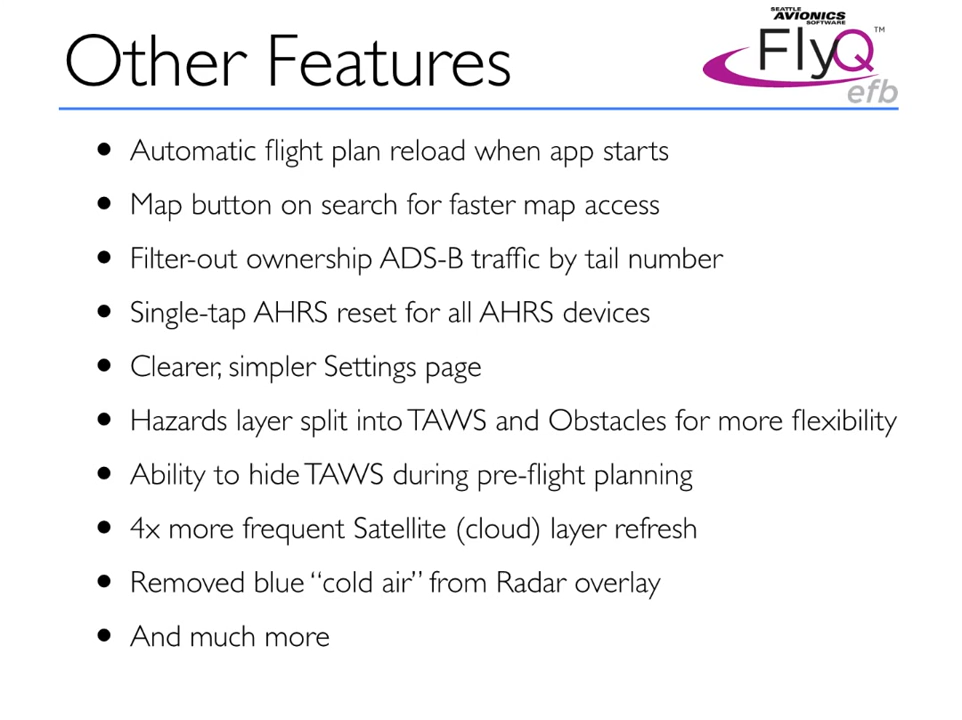 Other Features
SEATTLE
AVIONICS
SOFTWARE
FlyQ™
efb
• Automatic flight plan reload when app starts
• Map button on search for faster map access
• Filter-out ownership ADS-B traffic by tail number
• Single-tap AHRS reset for all AHRS devices
• Clearer, simpler Settings page
• Hazards layer split into TAWS and Obstacles for more flexibility
• Ability to hide TAWS during pre-flight planning
• 4x more frequent Satellite (cloud) layer refresh
• Removed blue “cold air” from Radar overlay
• And much more